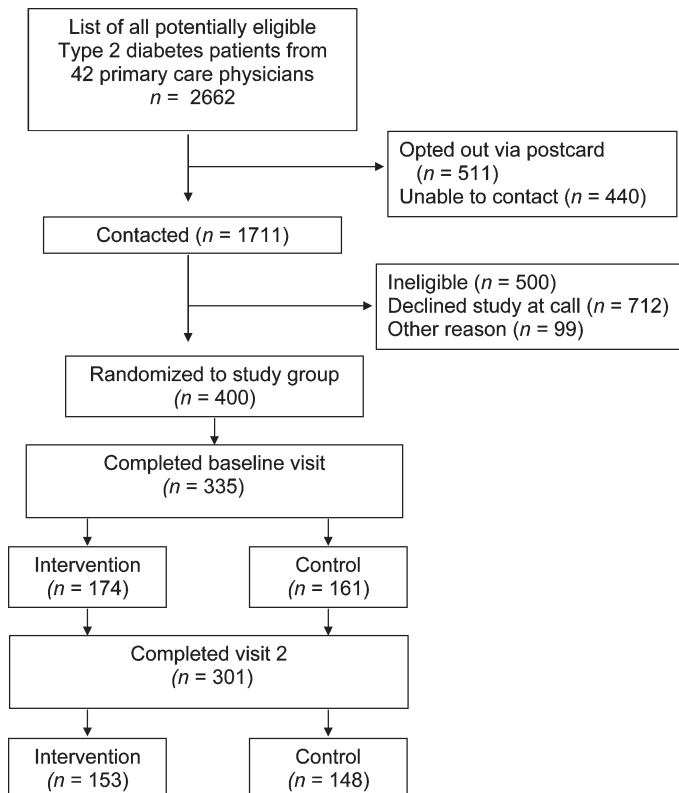 List of all potentially eligible
Type 2 diabetes patients from
42 primary care physicians
n = 2662
Opted out via postcard
(n = 511)
Unable to contact (n = 440)
Contacted (n = 1711)
Ineligible (n = 500)
Declined study at call (n = 712)
Other reason (n = 99)
Randomized to study group
(n = 400)
Completed baseline visit
(n = 335)
Intervention
(n = 174)
Control
(n = 161)
Completed visit 2
(n = 301)
Intervention
(n = 153)
Control
(n = 148)